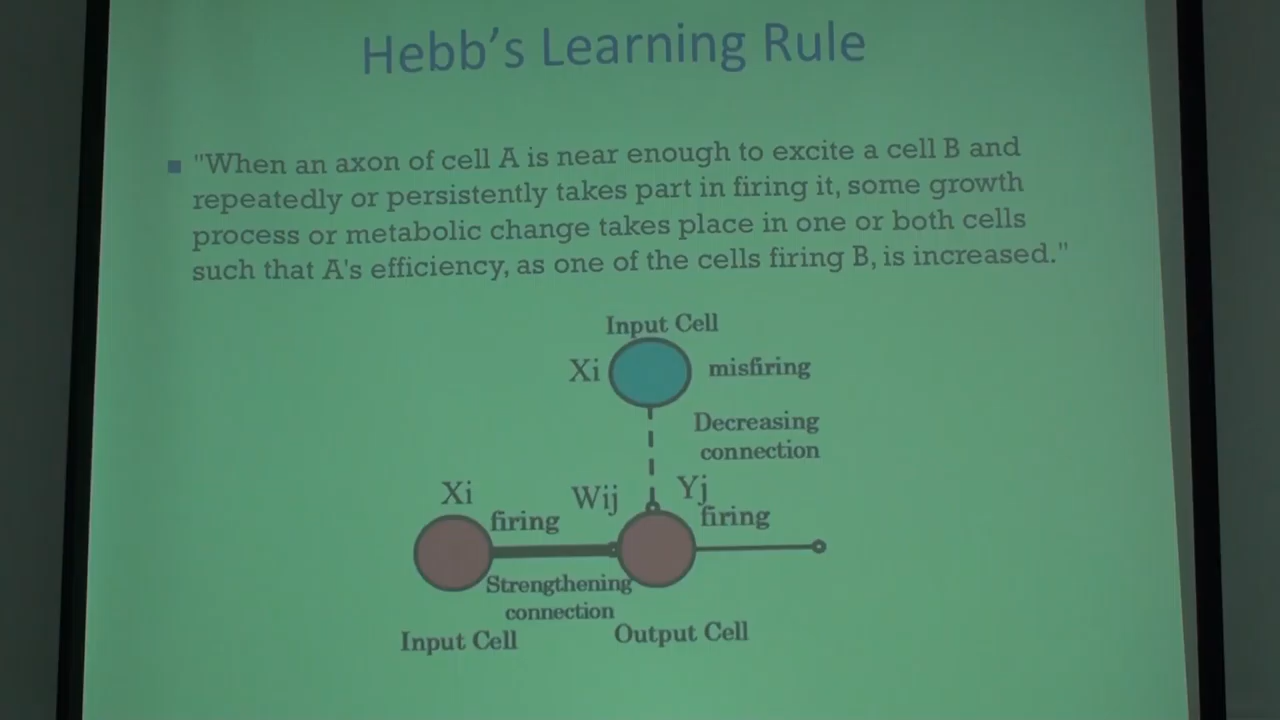 Hebb's Learning Rule
"When an axon of cell A is near enough to excite a cell B and
repeatedly or persistently takes part in firing it, some growth
process or metabolic change takes place in one or both cells
such that A's efficiency, as one of the cells firing B, is increased."
Input Cell
Xi
misfiring
Decreasing
connection
Xi
firing
Wij
Yj
firing
Strengthening
connection
Input Cell
Output Cell